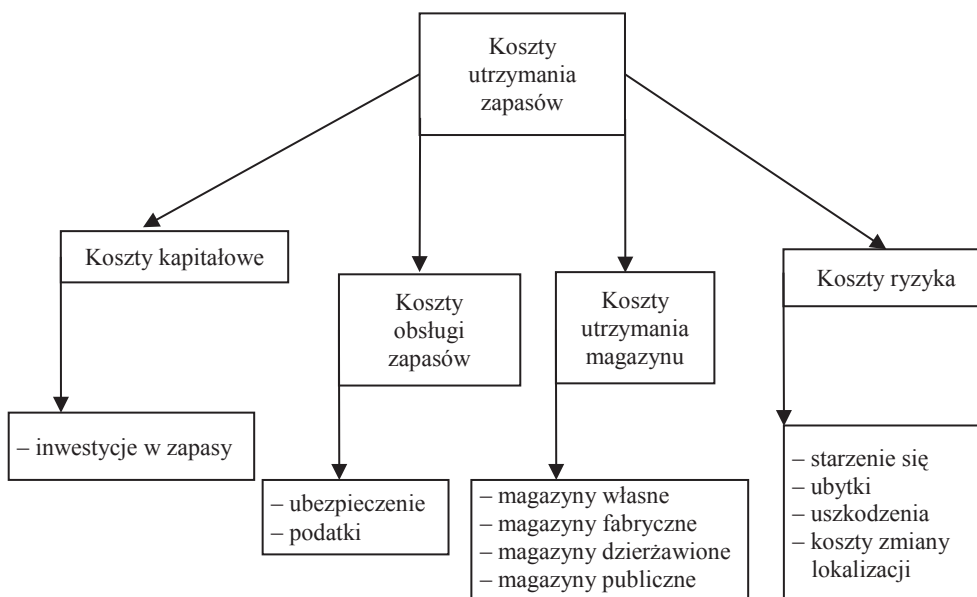 Koszty
utrzymania
zapasów
Koszty kapitałowe
Koszty
obsługi
zapasów
Koszty
utrzymania
magazynu
Koszty ryzyka
– inwestycje w zapasy
– ubezpieczenie
– podatki
– magazyny własne
– magazyny fabryczne
– magazyny dzierżawione
– magazyny publiczne
– starzenie się
– ubytki
– uszkodzenia
– koszty zmiany
lokalizacji